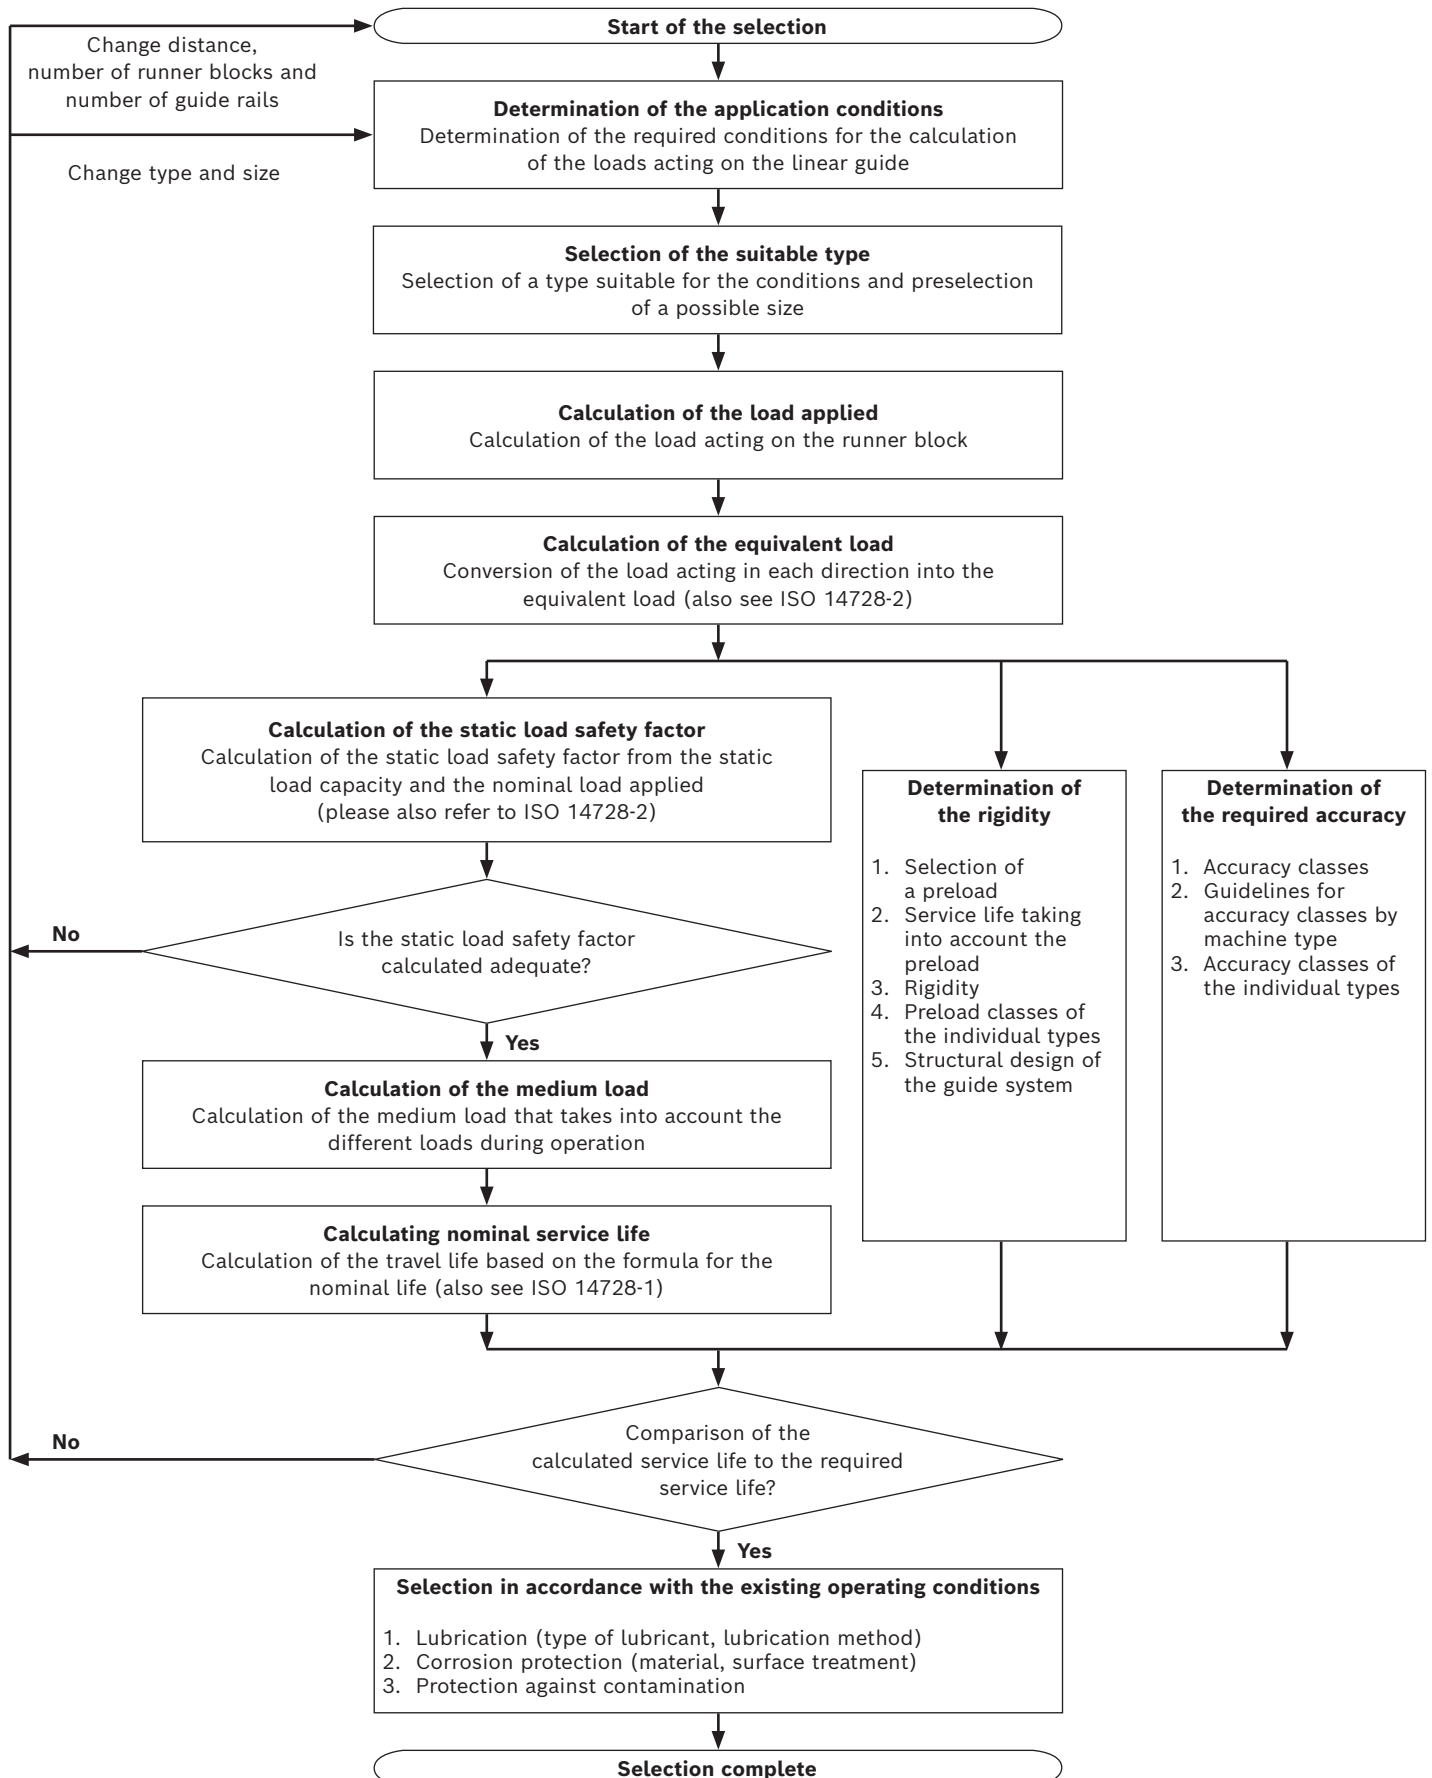 Start of the selection
Change distance,
number of runner blocks and
number of guide rails
Determination of the application conditions
Determination of the required conditions for the calculation
of the loads acting on the linear guide
Change type and size
Selection of the suitable type
Selection of a type suitable for the conditions and preselection
of a possible size
Calculation of the load applied
Calculation of the load acting on the runner block
Calculation of the equivalent load
Conversion of the load acting in each direction into the
equivalent load (also see ISO 14728-2)
Calculation of the static load safety factor
Calculation of the static load safety factor from the static
load capacity and the nominal load applied
(please also refer to ISO 14728-2)
No
Is the static load safety factor
calculated adequate?
Yes
Calculation of the medium load
Calculation of the medium load that takes into account the
different loads during operation
Calculating nominal service life
Calculation of the travel life based on the formula for the
nominal life (also see ISO 14728-1)
Determination of
the rigidity
1. Selection of
a preload
2. Service life taking
into account the
preload
3. Rigidity
4. Preload classes of
the individual types
5. Structural design of
the guide system
Determination of
the required accuracy
1. Accuracy classes
2. Guidelines for
accuracy classes by
machine type
3. Accuracy classes of
the individual types
No
Comparison of the
calculated service life to the required
service life?
Yes
Selection in accordance with the existing operating conditions
1. Lubrication (type of lubricant, lubrication method)
2. Corrosion protection (material, surface treatment)
3. Protection against contamination
Selection complete